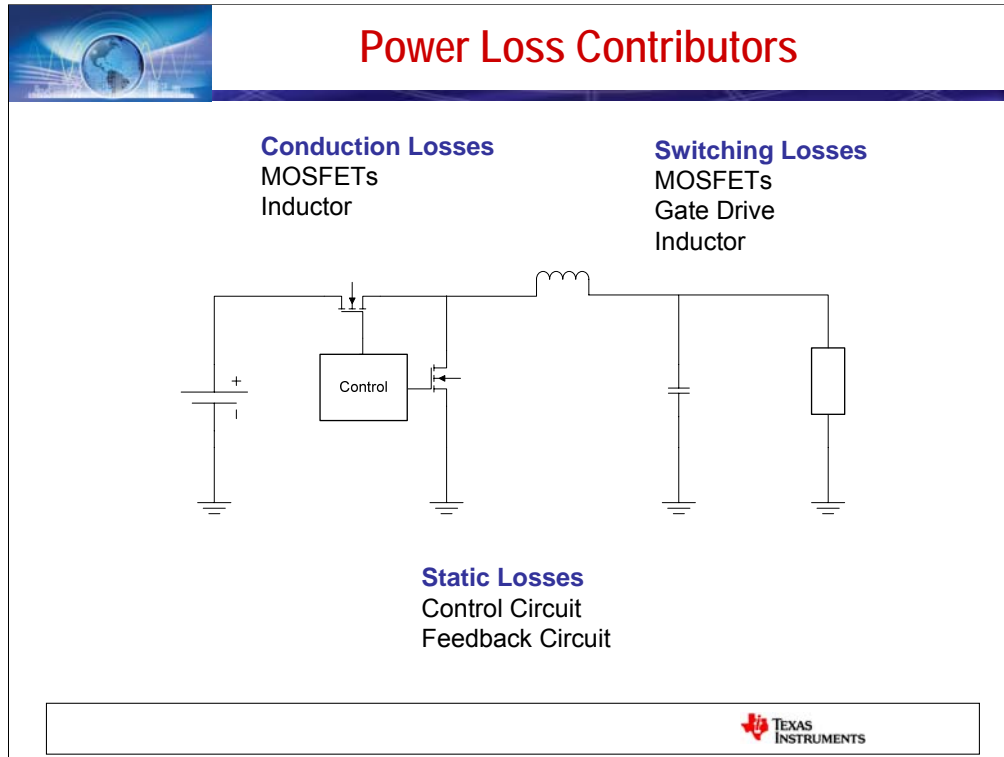 Power Loss Contributors
Conduction Losses
MOSFETs
Inductor
Switching Losses
MOSFETs
Gate Drive
Inductor
Control
+
–
Static Losses
Control Circuit
Feedback Circuit
TEXAS
INSTRUMENTS